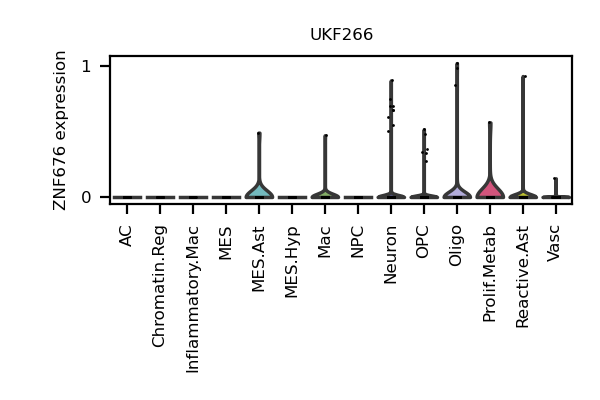 UKF266
ZNF676 expression
1
0
AC
Chromatin.Reg
Inflammatory.Mac
MES
MES.Ast
MES.Hyp
Mac
NPC
Neuron
OPC
Oligo
Prolif.Metab
Reactive.Ast
Vasc